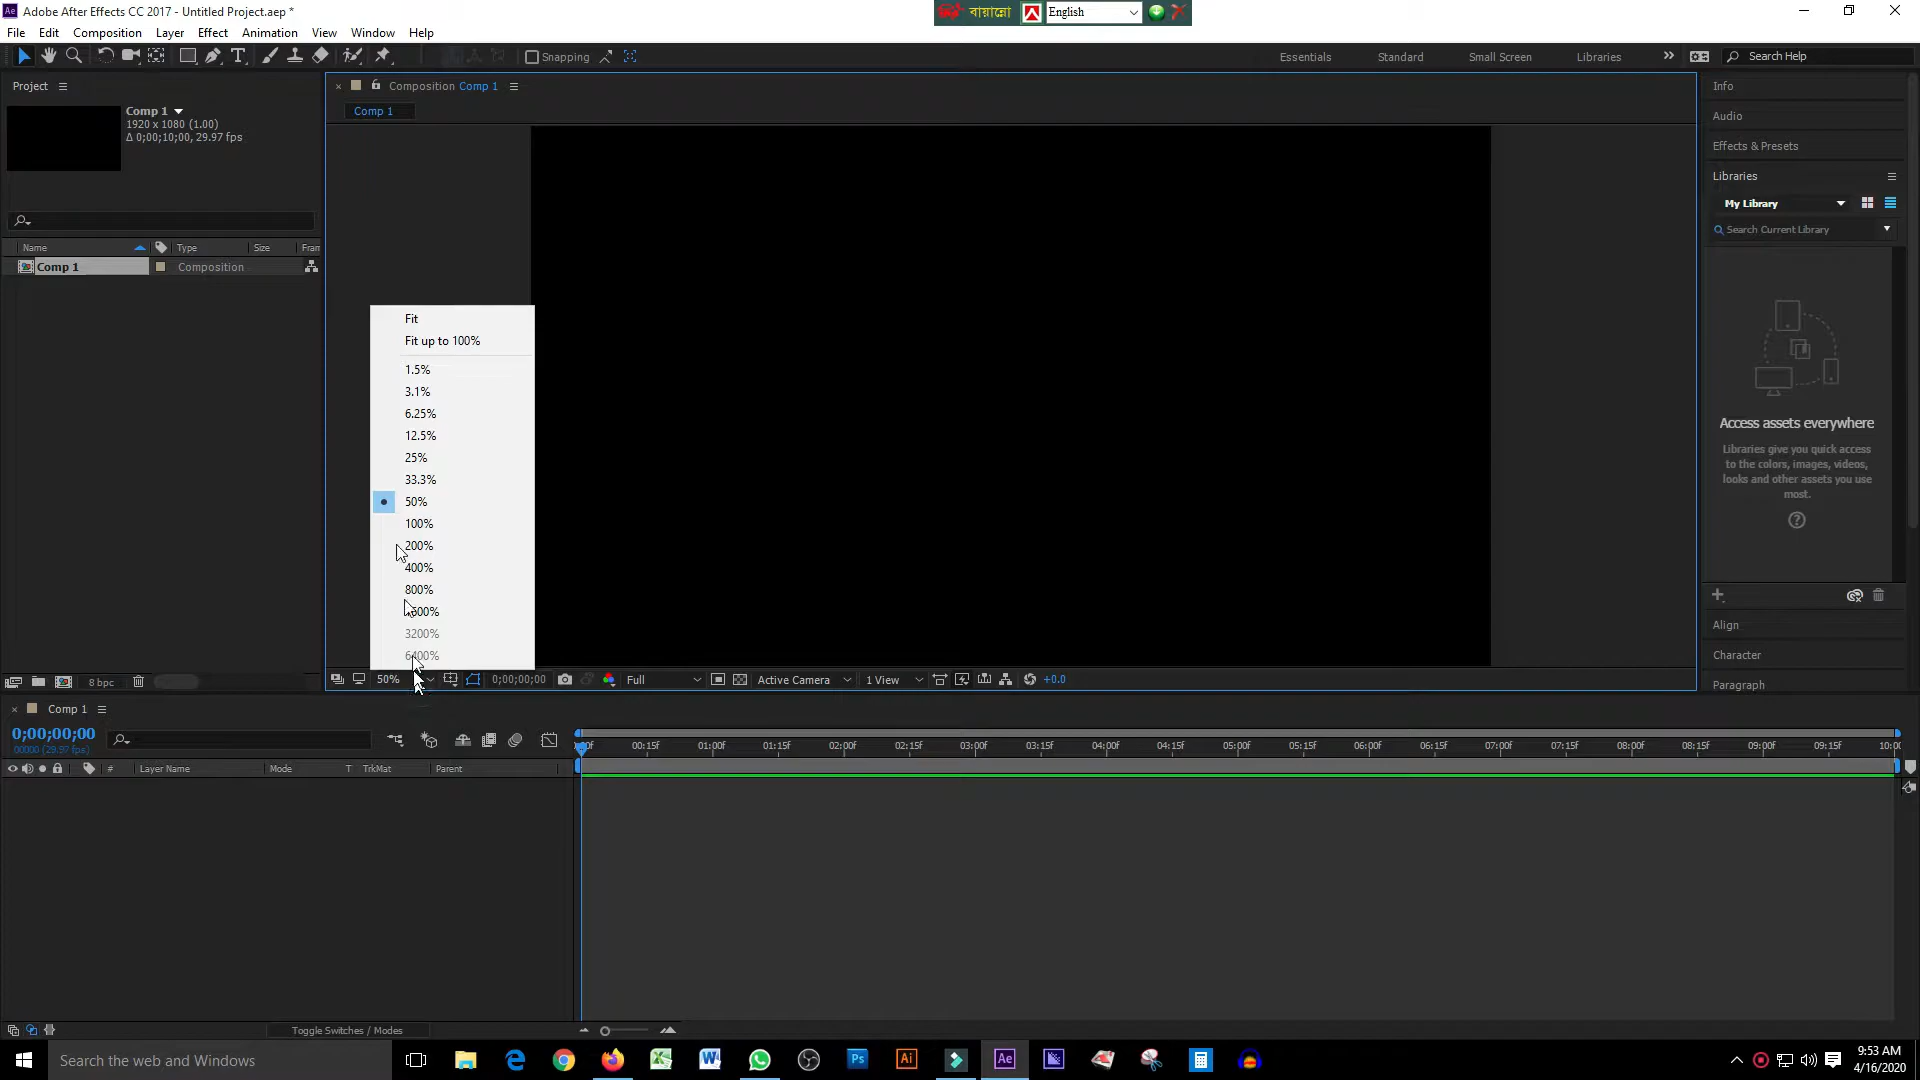 Adobe After Effects CC 2017 - Untitled Project.aep *
বায়ান্নো
English
File
Edit
Composition
Layer
Effect
Animation
View
Window
Help
Snapping
Essentials
Standard
Small Screen
Libraries
Search Help
Project
Comp 1
1920 x 1080 (1.00)
Δ 0;00;10;00, 29.97 fps
Name
Type
Size
Fram
Comp 1
Composition
Composition Comp 1
Comp 1
Fit
Fit up to 100%
1.5%
3.1%
6.25%
12.5%
25%
33.3%
50%
100%
200%
400%
800%
3200%
6400%
50%
0;00;00;00
Full
Active Camera
1 View
+0.0
8 bpc
Info
Audio
Effects & Presets
Libraries
My Library
Search Current Library
Access assets everywhere
Libraries give you quick access
to the colors, images, videos,
looks and other assets you use
most.
Align
Character
Paragraph
Comp 1
0;00;00;00
00000 (29.97 fps)
# Layer Name
Mode
T TrkMat
Parent
00:15f
01:00f
01:15f
02:00f
02:15f
03:00f
03:15f
04:00f
04:15f
05:00f
05:15f
06:00f
06:15f
07:00f
07:15f
08:00f
08:15f
09:00f
09:15f
10:00
Toggle Switches / Modes
Search the web and Windows
9:53 AM
4/16/2020